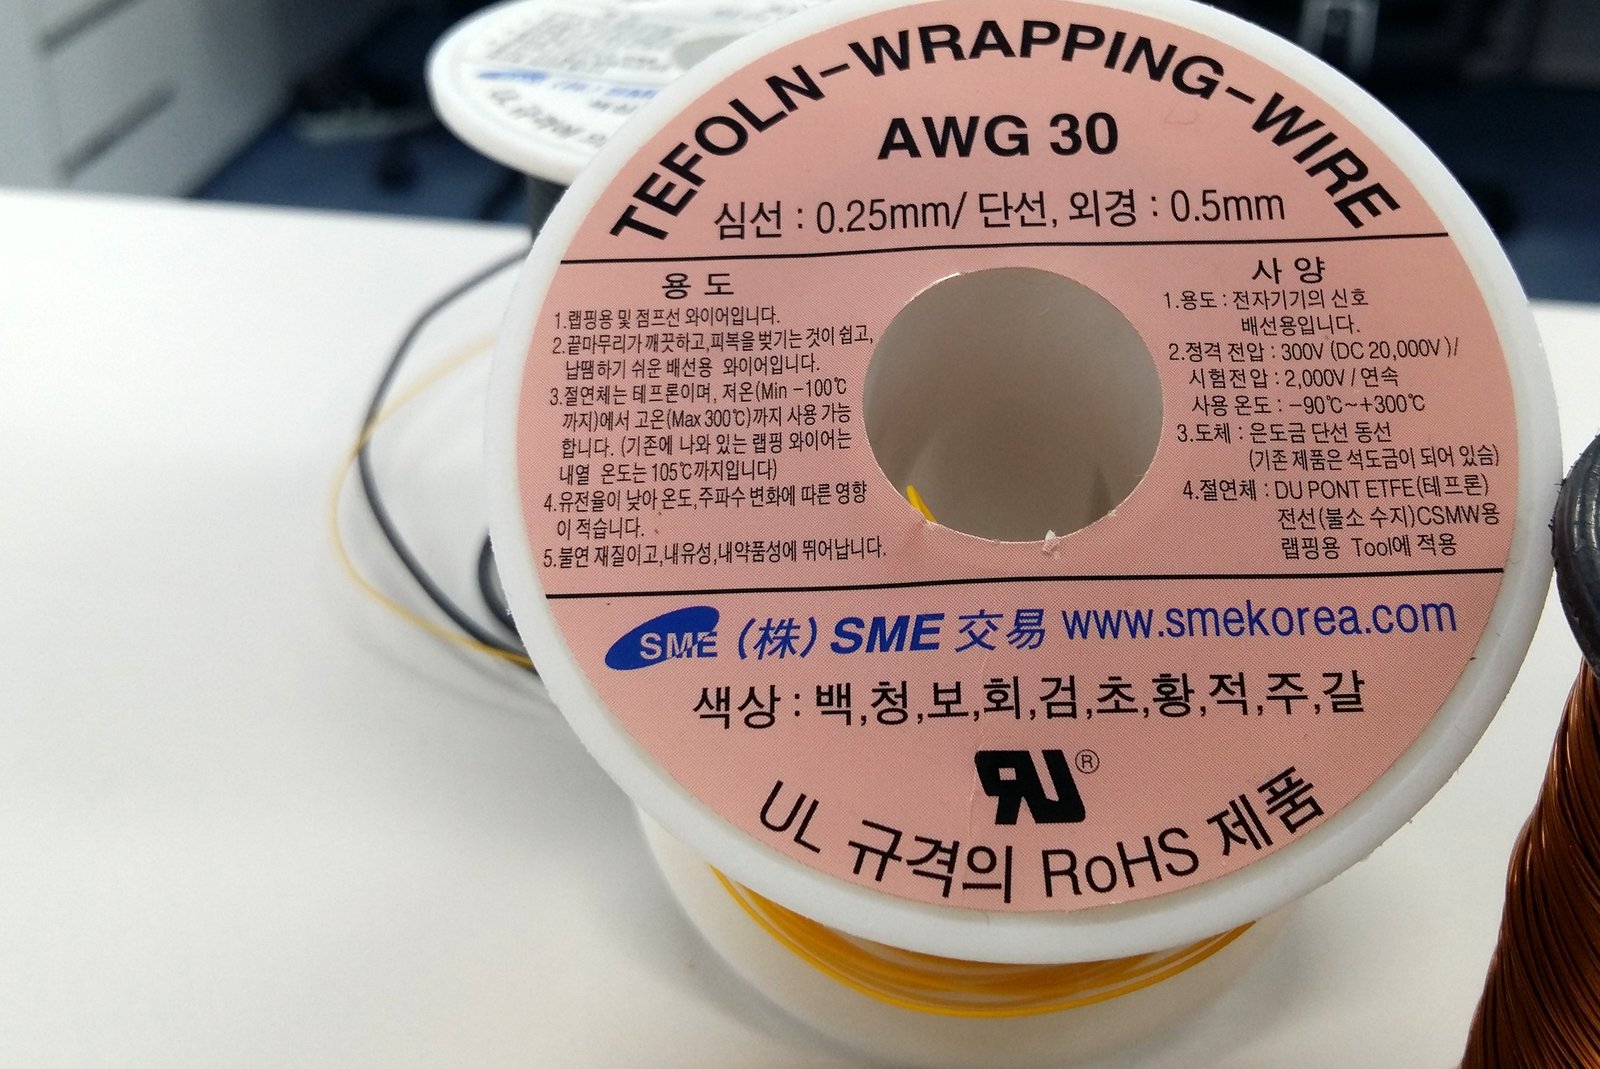 TEFOLN-WRAPPING-WIRE
AWG 30
심선 : 0.25mm/ 단선, 외경 : 0.5mm
용 도
1.랩핑용 및 점프선 와이어입니다.
2.끝마무리가 깨끗하고,피복을 벗기는 것이 쉽고,
납땜하기 쉬운 배선용 와이어입니다.
3.절연체는 테프론이며, 저온(Min -100℃
까지)에서 고온(Max 300℃)까지 사용 가능
합니다. (기존에 나와 있는 랩핑 와이어는
내열 온도는 105℃까지입니다)
4.유전율이 낮아 온도,주파수 변화에 따른 영향
이 적습니다.
5.불연 재질이고,내유성,내약품성에 뛰어납니다.
사 양
1.용도 : 전자기기의 신호
배선용입니다.
2.정격 전압 : 300V (DC 20,000V)/
시험전압 : 2,000V / 연속
사용 온도 : -90℃~+300℃
3.도체 : 은도금 단선 동선
(기존 제품은 석도금이 되어 있슴)
4.절연체 : DU PONT ETFE(테프론)
전선(불소 수지)CSMW용
랩핑용 Tool에 적용
SME (株) SME 交易 www.smekorea.com
색상 : 백,청,보,회,검,초,황,적,주,갈
RU®
UL 규격의 RoHS 제품